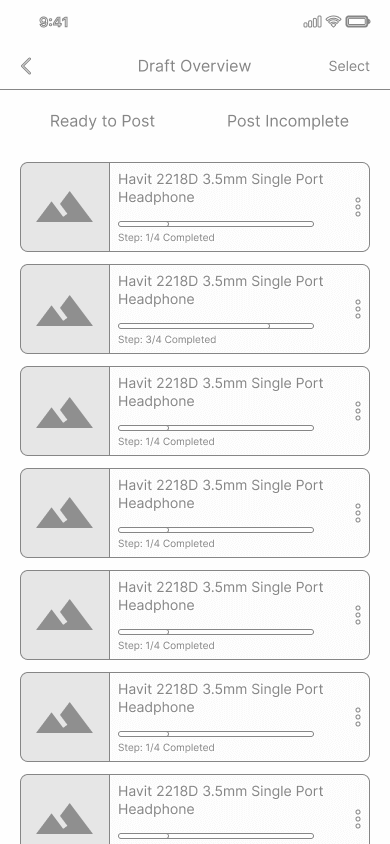 9:41
Draft Overview
Select
Ready to Post
Post Incomplete
Havit 2218D 3.5mm Single Port
Headphone
Step: 1/4 Completed
Havit 2218D 3.5mm Single Port
Headphone
Step: 3/4 Completed
Havit 2218D 3.5mm Single Port
Headphone
Step: 1/4 Completed
Havit 2218D 3.5mm Single Port
Headphone
Step: 1/4 Completed
Havit 2218D 3.5mm Single Port
Headphone
Step: 1/4 Completed
Havit 2218D 3.5mm Single Port
Headphone
Step: 1/4 Completed
Havit 2218D 3.5mm Single Port
Headphone